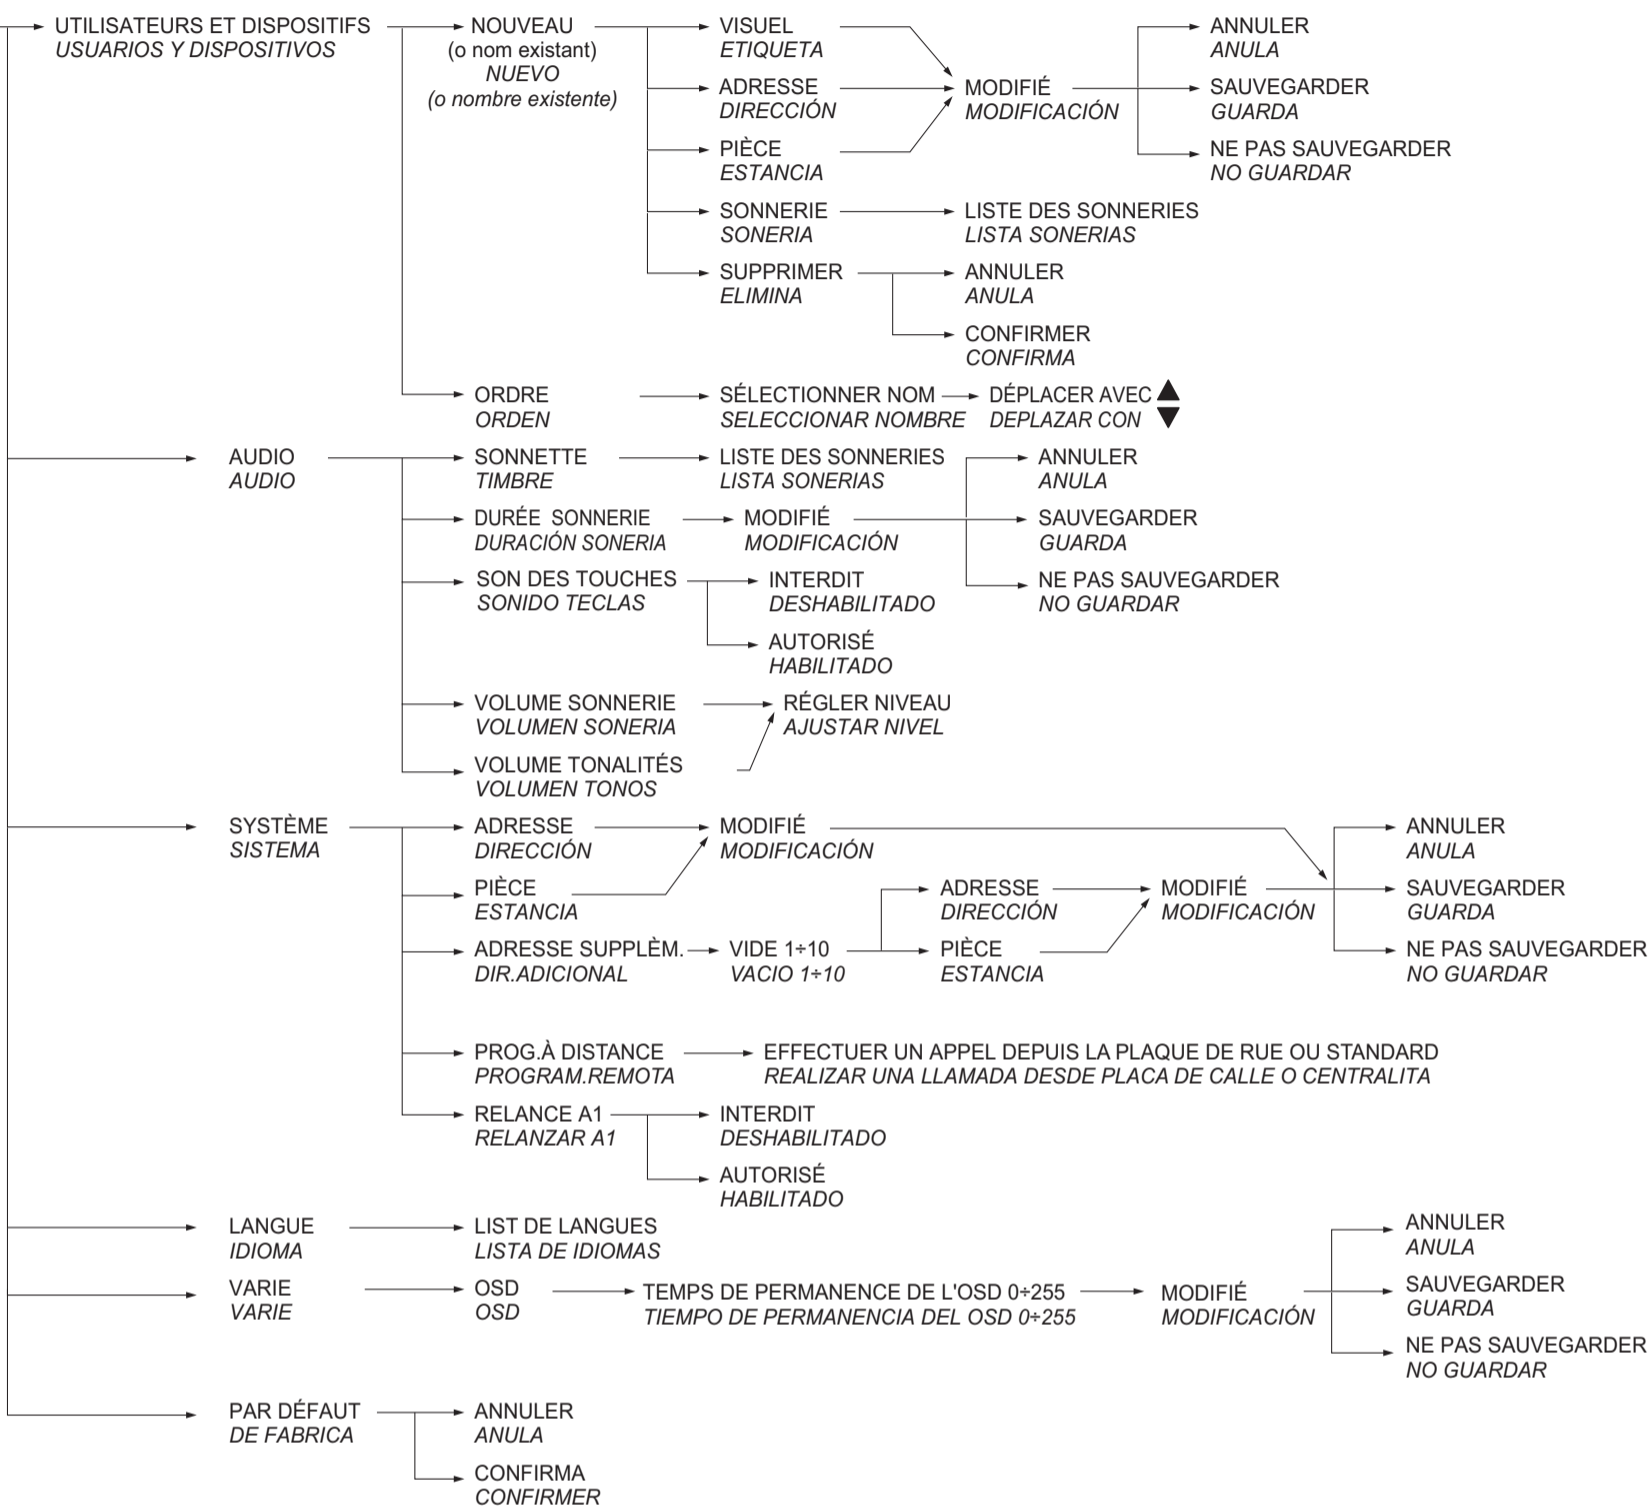 UTILISATEURS ET DISPOSITIFS
USUARIOS Y DISPOSITIVOS
NOUVEAU
(o nom existant)
NUEVO
(o nombre existente)
VISUEL
ETIQUETA
ADRESSE
DIRECCIÓN
PIÈCE
ESTANCIA
MODIFIÉ
MODIFICACIÓN
ANNULER
ANULA
SAUVEGARDER
GUARDA
NE PAS SAUVEGARDER
NO GUARDAR
SONNERIE
SONERIA
LISTE DES SONNERIES
LISTA SONERIAS
SUPPRIMER
ELIMINA
ANNULER
ANULA
CONFIRMER
CONFIRMA
ORDRE
ORDEN
SÉLECTIONNER NOM
SELECCIONAR NOMBRE
DÉPLACER AVEC
DEPLAZAR CON
AUDIO
AUDIO
SONNETTE
TIMBRE
LISTE DES SONNERIES
LISTA SONERIAS
DURÉE SONNERIE
DURACIÓN SONERIA
MODIFIÉ
MODIFICACIÓN
ANNULER
ANULA
SAUVEGARDER
GUARDA
NE PAS SAUVEGARDER
NO GUARDAR
SON DES TOUCHES
SONIDO TECLAS
INTERDIT
DESHABILITADO
AUTORISÉ
HABILITADO
VOLUME SONNERIE
VOLUMEN SONERIA
RÉGLER NIVEAU
AJUSTAR NIVEL
VOLUME TONALITÉS
VOLUMEN TONOS
SYSTÈME
SISTEMA
ADRESSE
DIRECCIÓN
MODIFIÉ
MODIFICACIÓN
PIÈCE
ESTANCIA
ADRESSE SUPPLÈM.
DIR.ADICIONAL
VIDE 1÷10
VACIO 1÷10
ADRESSE
DIRECCIÓN
PIÈCE
ESTANCIA
MODIFIÉ
MODIFICACIÓN
ANNULER
ANULA
SAUVEGARDER
GUARDA
NE PAS SAUVEGARDER
NO GUARDAR
PROG.À DISTANCE
PROGRAM.REMOTA
EFFECTUER UN APPEL DEPUIS LA PLAQUE DE RUE OU STANDARD
REALIZAR UNA LLAMADA DESDE PLACA DE CALLE O CENTRALITA
RELANCE A1
RELANZAR A1
INTERDIT
DESHABILITADO
AUTORISÉ
HABILITADO
LANGUE
IDIOMA
LIST DE LANGUES
LISTA DE IDIOMAS
VARIE
VARIE
OSD
OSD
TEMPS DE PERMANENCE DE L'OSD 0÷255
TIEMPO DE PERMANENCIA DEL OSD 0÷255
MODIFIÉ
MODIFICACIÓN
ANNULER
ANULA
SAUVEGARDER
GUARDA
NE PAS SAUVEGARDER
NO GUARDAR
PAR DÉFAUT
DE FABRICA
ANNULER
ANULA
CONFIRMA
CONFIRMER